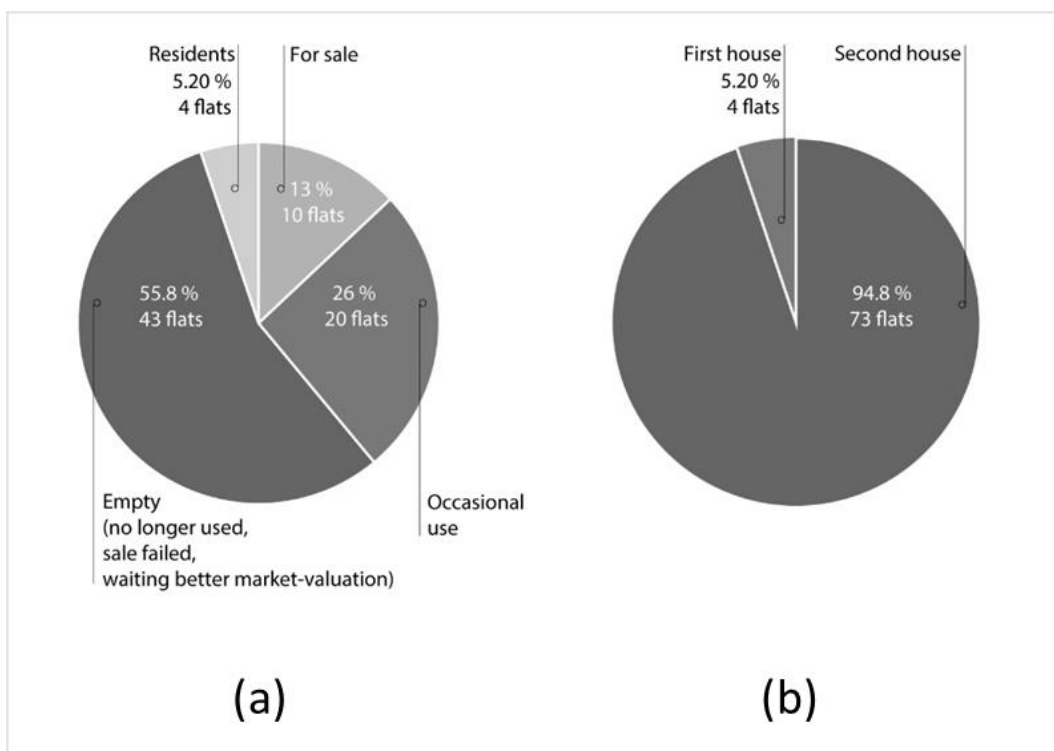 Residents
5.20 %
4 flats
For sale
13 %
10 flats
26 %
20 flats
55.8 %
43 flats
Empty
(no longer used,
sale failed,
waiting better market-valuation)
Occasional
use
(a)
First house
5.20 %
4 flats
Second house
94.8 %
73 flats
(b)